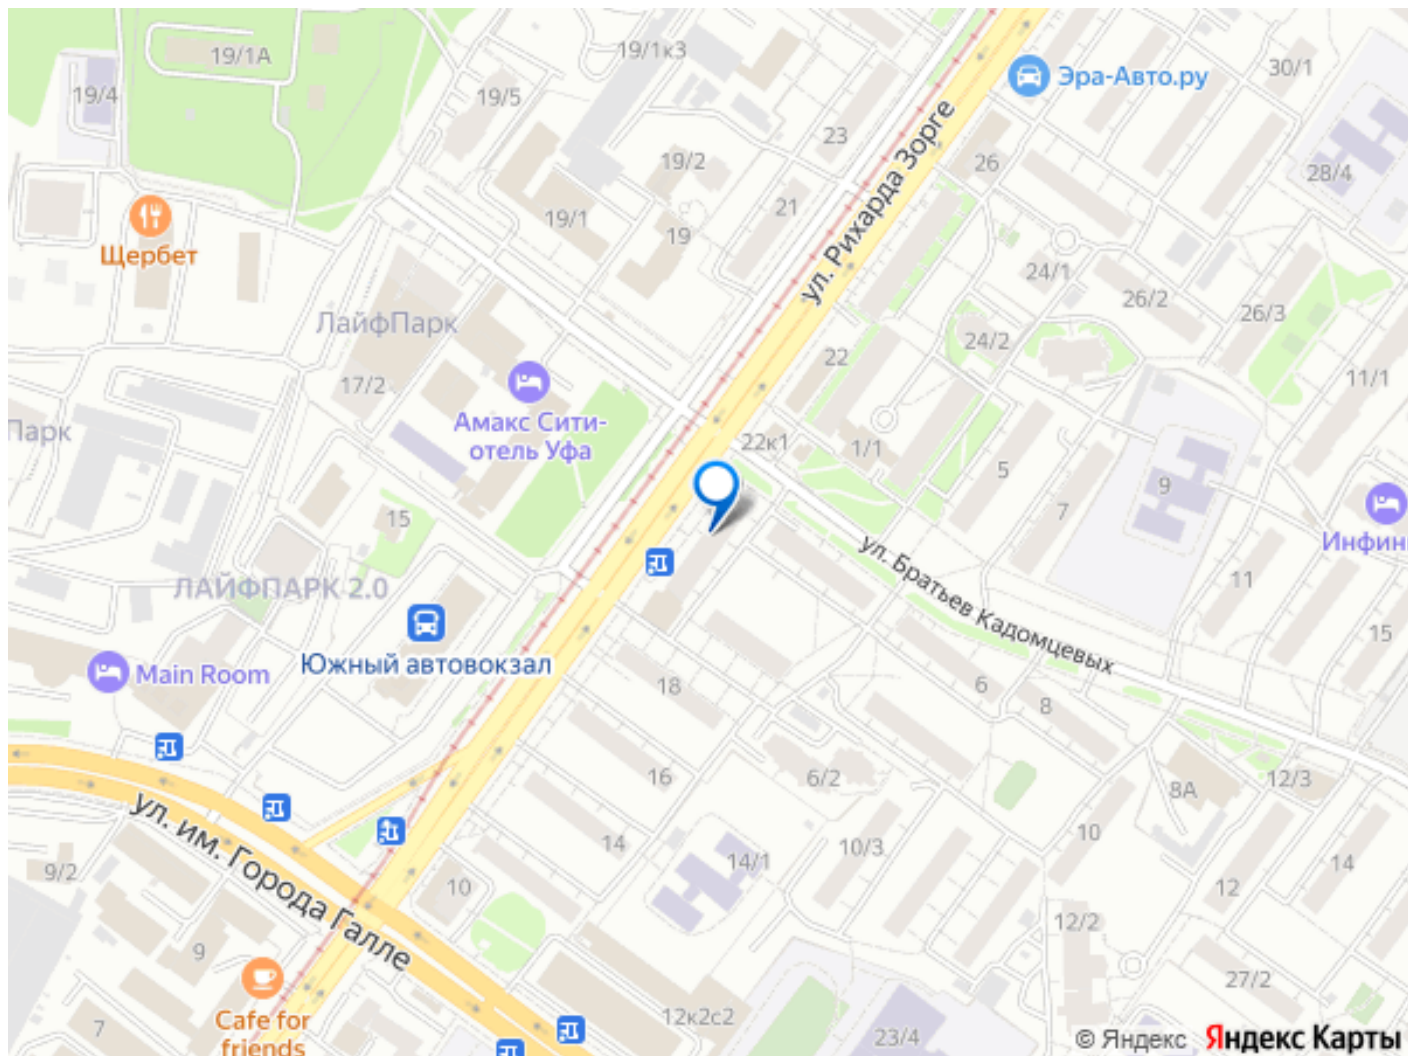 19/1А
19/1к3
30/1
Эра-Авто.ру
19/4
19/5
23
26
19/2
28/4
ул. Рихарда Зорге
21
19/1
19
Щербет
24/1
26/2
26/3
ЛайфПарк
24/2
22
17/2
11/1
Амакс Сити-
отель Уфа
Парк
22к1
1/1
5
9
7
15
Инфин
ул. Братьев Кадомцевых
11
ЛАЙФПАРК 2.0
15
Южный автовокзал
Main Room
18
6
8
16
6/2
12/3
8А
ул. им. Города Галле
14
10/3
10
14/1
14
9/2
10
12
12/2
9
27/2
Cafe for
friends
7
12к2с2
23/4
© Яндекс Яндекс Карты